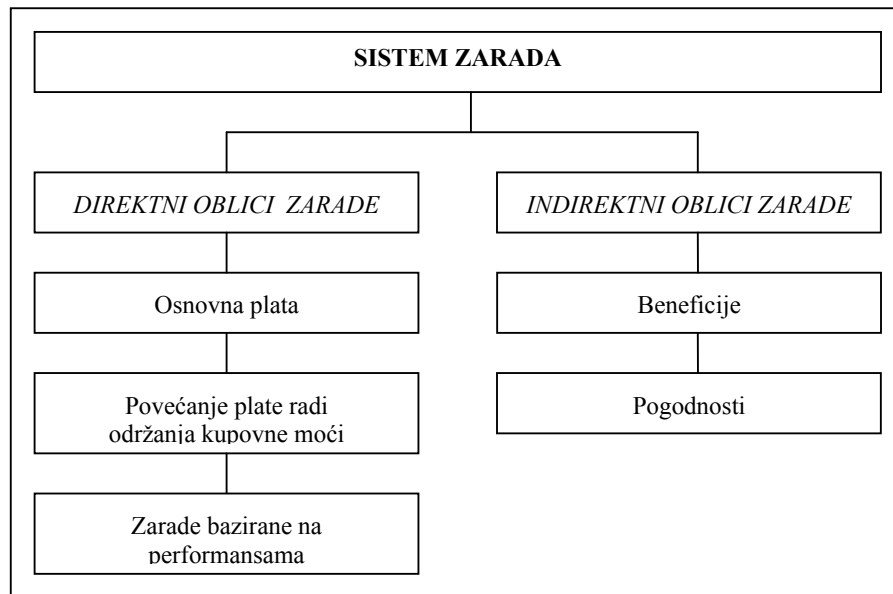 SISTEM ZARADA
DIREKTNI OBLICI ZARADE
Osnovna plata
Povećanje plate radi
održanja kupovne moći
Zarade bazirane na
performansama
INDIREKTNI OBLICI ZARADE
Beneficije
Pogodnosti